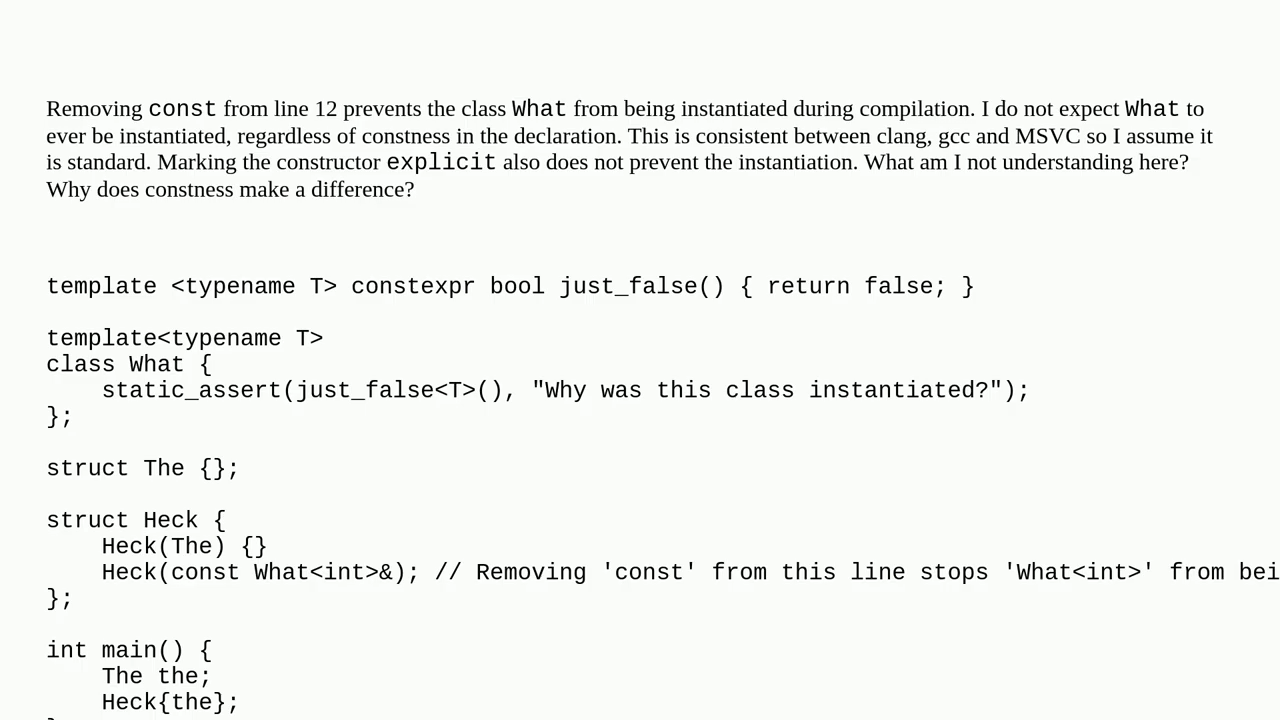 Removing const from line 12 prevents the class What from being instantiated during compilation. I do not expect What to
ever be instantiated, regardless of constness in the declaration. This is consistent between clang, gcc and MSVC so I assume it
is standard. Marking the constructor explicit also does not prevent the instantiation. What am I not understanding here?
Why does constness make a difference?
template <typename T> constexpr bool just_false() { return false; }
template<typename T>
class What {
    static_assert(just_false<T>(), "Why was this class instantiated?");
};
struct The {};
struct Heck {
    Heck(The) {}
    Heck(const What<int>&); // Removing 'const' from this line stops 'What<int>' from bei
};
int main() {
    The the;
    Heck{the};